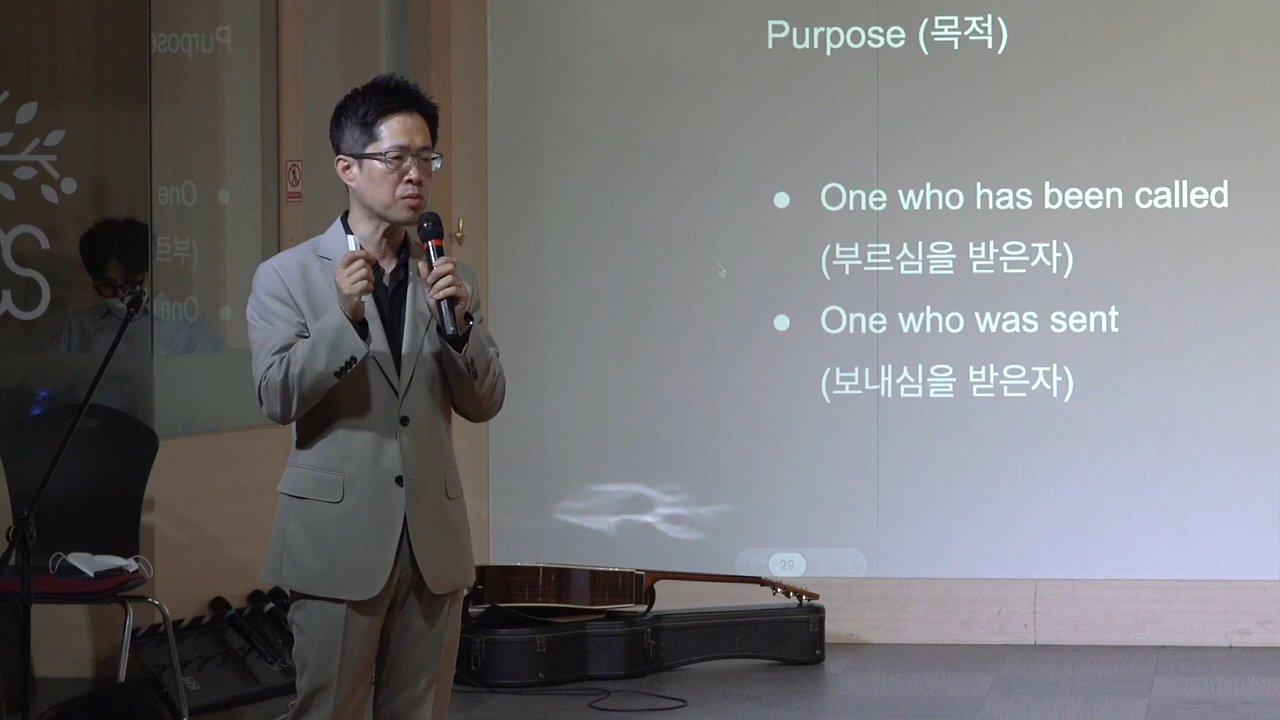 Purpose (목적)
● One who has been called
(부르심을 받은자)
● One who was sent
(보내심을 받은자)
29